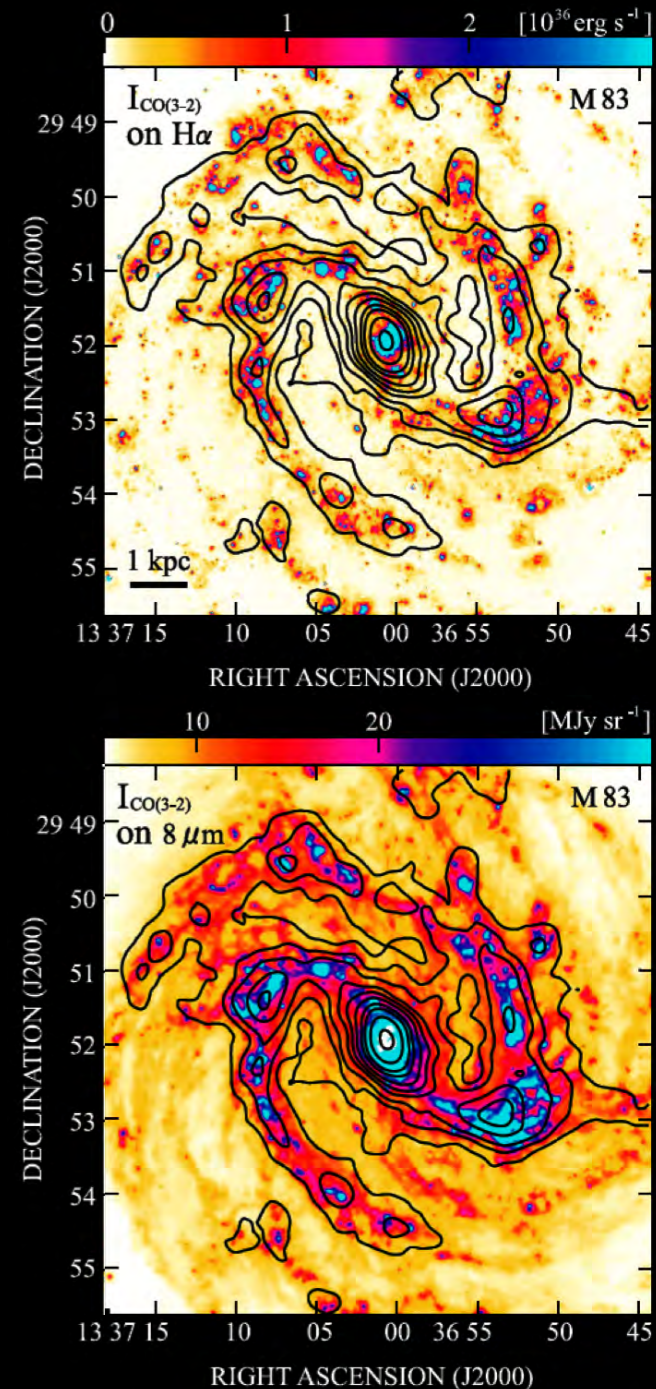 0 1 2 [10³⁶ erg s⁻¹]
I_CO(3-2) M 83
on Hα
29 49
50
51
52
53
54
55
DECLINATION (J2000)
1 kpc
13 37 15 10 05 00 36 55 50 45
RIGHT ASCENSION (J2000)
10 20 [MJy sr⁻¹]
I_CO(3-2) M 83
on 8 μm
29 49
50
51
52
53
54
55
DECLINATION (J2000)
13 37 15 10 05 00 36 55 50 45
RIGHT ASCENSION (J2000)